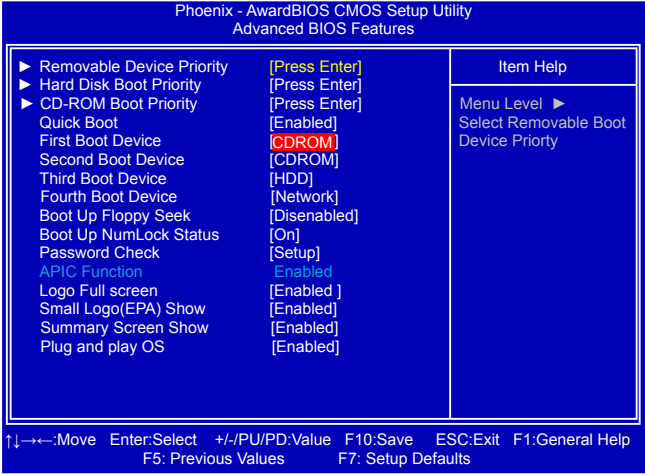 Phoenix - AwardBIOS CMOS Setup Utility
Advanced BIOS Features
► Removable Device Priority [Press Enter]
► Hard Disk Boot Priority [Press Enter]
► CD-ROM Boot Priority [Press Enter]
Quick Boot [Enabled]
First Boot Device [CDROM]
Second Boot Device [CDROM]
Third Boot Device [HDD]
Fourth Boot Device [Network]
Boot Up Floppy Seek [Disenabled]
Boot Up NumLock Status [On]
Password Check [Setup]
APIC Function Enabled
Logo Full screen [Enabled ]
Small Logo(EPA) Show [Enabled]
Summary Screen Show [Enabled]
Plug and play OS [Enabled]
Item Help
Menu Level ►
Select Removable Boot
Device Priorty
↑↓→←:Move Enter:Select +/-/PU/PD:Value F10:Save ESC:Exit F1:General Help
F5: Previous Values F7: Setup Defaults